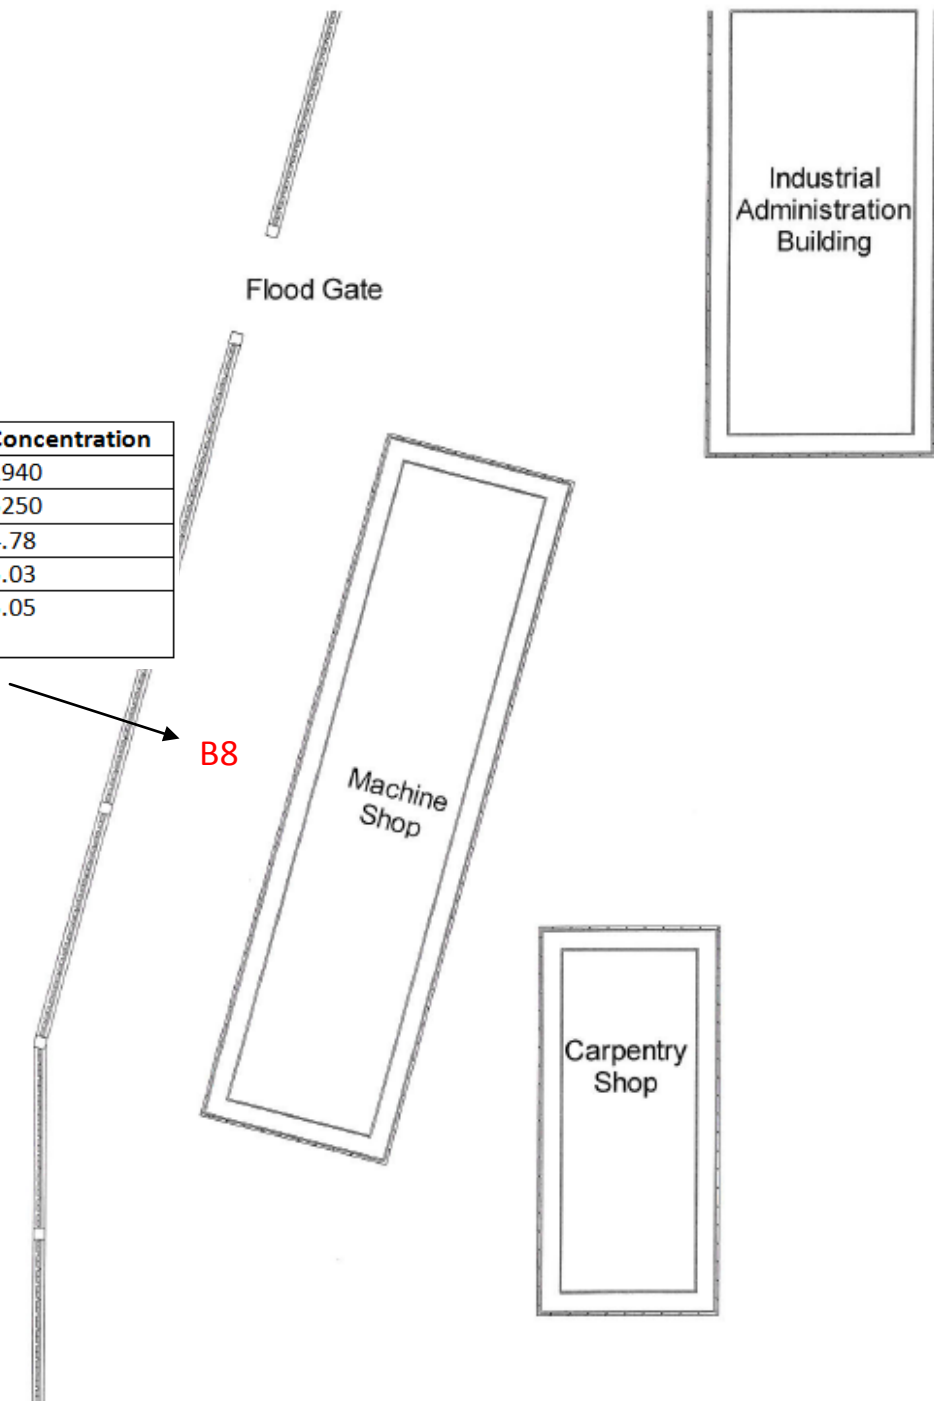 Industrial
Administration
Building
Flood Gate
Concentration
940
250
.78
.03
.05
B8
Machine
Shop
Carpentry
Shop